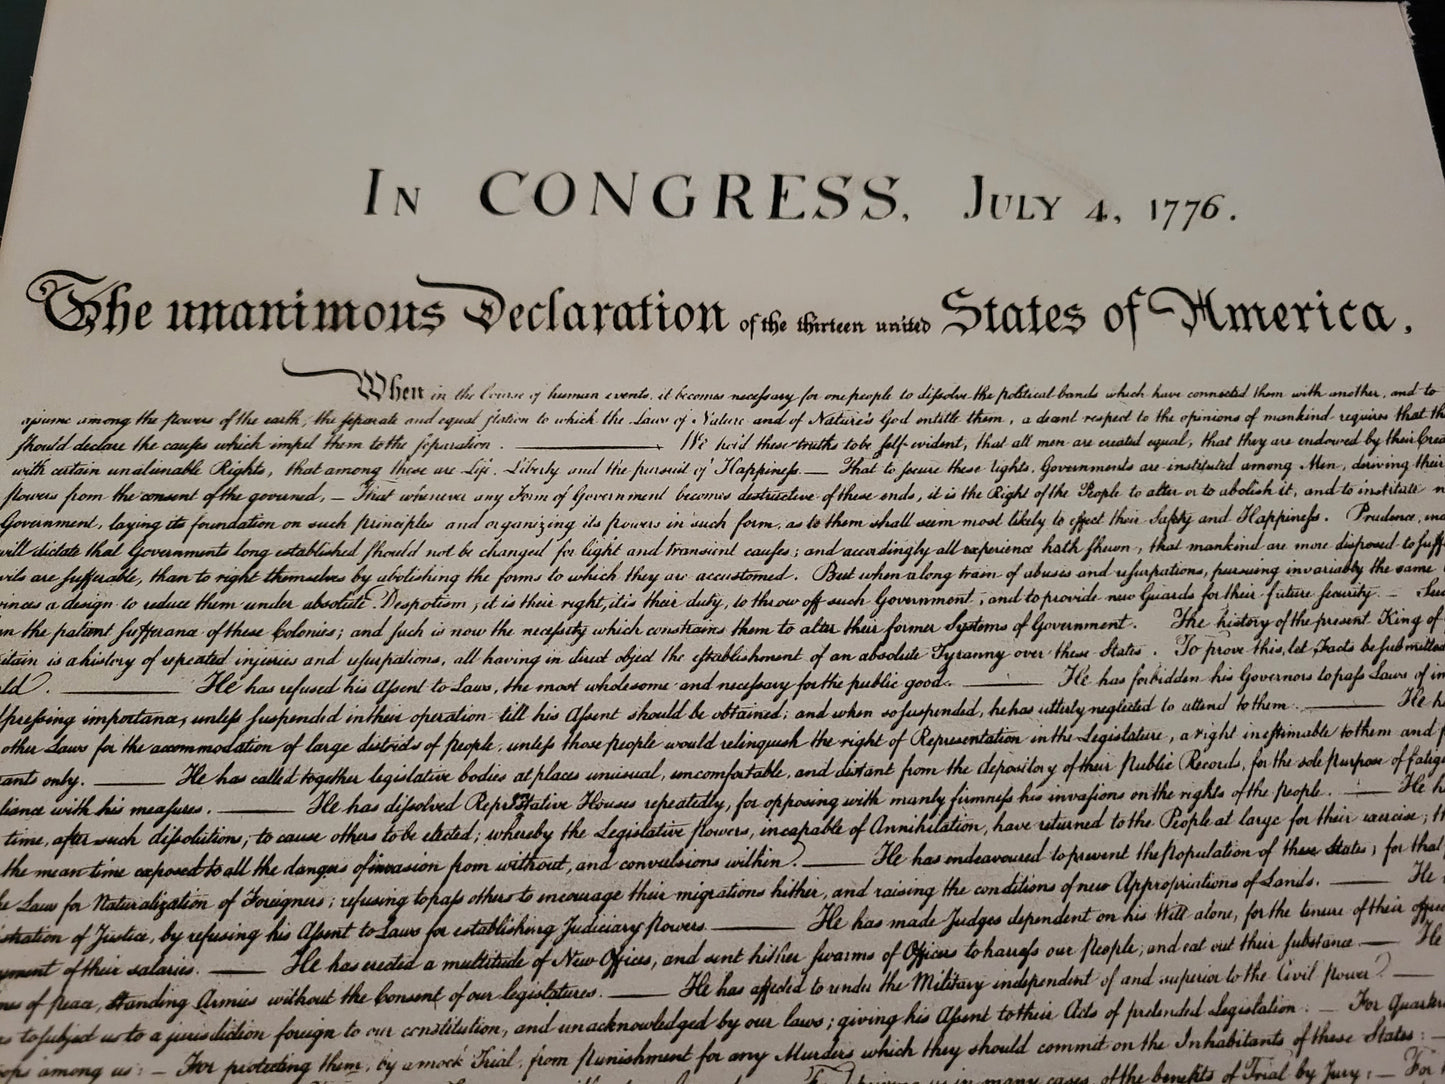 In CONGRESS, July 4, 1776.
The unanimous Declaration of the thirteen united States of America,
When in the Course of human events, it becomes necessary for one people to dissolve the political bands which have connected them with another, and to
assume among the powers of the earth, the separate and equal station to which the Laws of Nature and of Nature's God entitle them, a decent respect to the opinions of mankind requires that
should declare the causes which impel them to the separation. We hold these truths to be self-evident, that all men are created equal, that they are endowed by their
with certain unalienable Rights, that among these are Life, Liberty and the pursuit of Happiness. — That to secure these rights, Governments are instituted among Men, deriving their
powers from the consent of the governed, — That whenever any Form of Government becomes destructive of these ends, it is the Right of the People to alter or to abolish it, and to institute
Government, laying its foundation on such principles and organizing its powers in such form, as to them shall seem most likely to effect their Safety and Happiness. Prudence,
will dictate that Governments long established should not be changed for light and transient causes; and accordingly all experience hath shewn, that mankind are more disposed to
are sufferable, than to right themselves by abolishing the forms to which they are accustomed. But when a long train of abuses and usurpations, pursuing invariably the same
a design to reduce them under absolute Despotism, it is their right, it is their duty, to throw off such Government, and to provide new Guards for their future security. —
the patient sufferance of these Colonies; and such is now the necessity which constrains them to alter their former Systems of Government. The history of the present King of
is a history of repeated injuries and usurpations, all having in direct object the establishment of an absolute Tyranny over these States. To prove this, let Facts be submitted
He has refused his Assent to Laws, the most wholesome and necessary for the public good. He has forbidden his Governors to pass Laws of
pressing importance, unless suspended in their operation till his Assent should be obtained; and when so suspended, he has utterly neglected to attend to them. He
other Laws for the accommodation of large districts of people, unless those people would relinquish the right of Representation in the Legislature, a right inestimable to them and
only. He has called together legislative bodies at places unusual, uncomfortable, and distant from the depository of their Public Records, for the sole purpose of
with his measures. He has dissolved Representative Houses repeatedly, for opposing with manly firmness his invasions on the rights of the people. He
time, after such dissolutions, to cause others to be elected; whereby the Legislative powers, incapable of Annihilation, have returned to the People at large for their exercise;
the mean time exposed to all the dangers of invasion from without, and convulsions within. He has endeavoured to prevent the population of these States; for that
Laws for Naturalization of Foreigners; refusing to pass others to encourage their migrations hither, and raising the conditions of new Appropriations of Lands. He
of Justice, by refusing his Assent to Laws for establishing Judiciary powers. He has made Judges dependent on his Will alone, for the tenure of their
of their salaries. He has erected a multitude of New Offices, and sent hither swarms of Officers to harrass our people, and eat out their substance. He
of peace, Standing Armies without the Consent of our legislatures. He has affected to render the Military independent of and superior to the Civil power.
to subject us to a jurisdiction foreign to our constitution, and unacknowledged by our laws; giving his Assent to their Acts of pretended Legislation: — For
among us: — For protecting them, by a mock Trial, from punishment for any Murders which they should commit on the Inhabitants of these States: —
us in many cases, of the benefits of Trial by Jury: — For